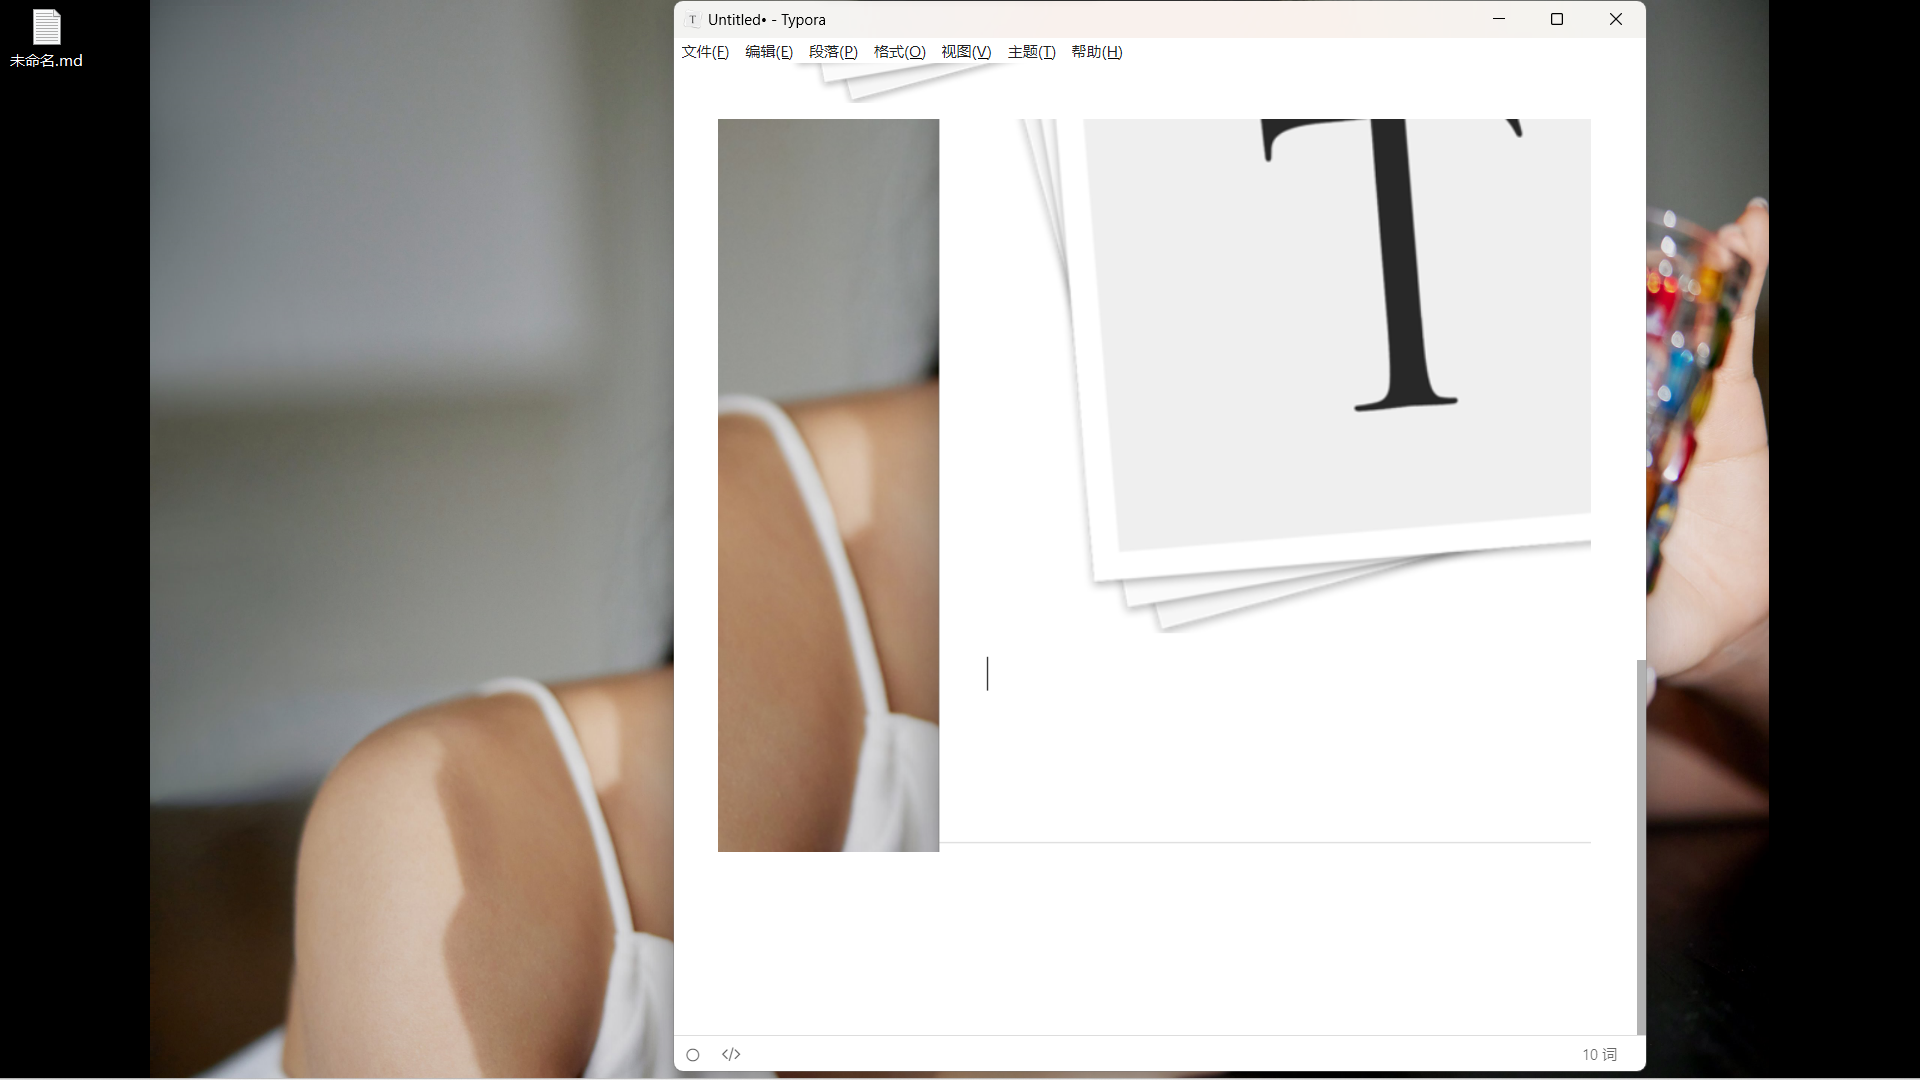 未命名.md
T
Untitled• - Typora
文件(F) 编辑(E) 段落(P) 格式(O) 视图(V) 主题(T) 帮助(H)
T
</>
10 词